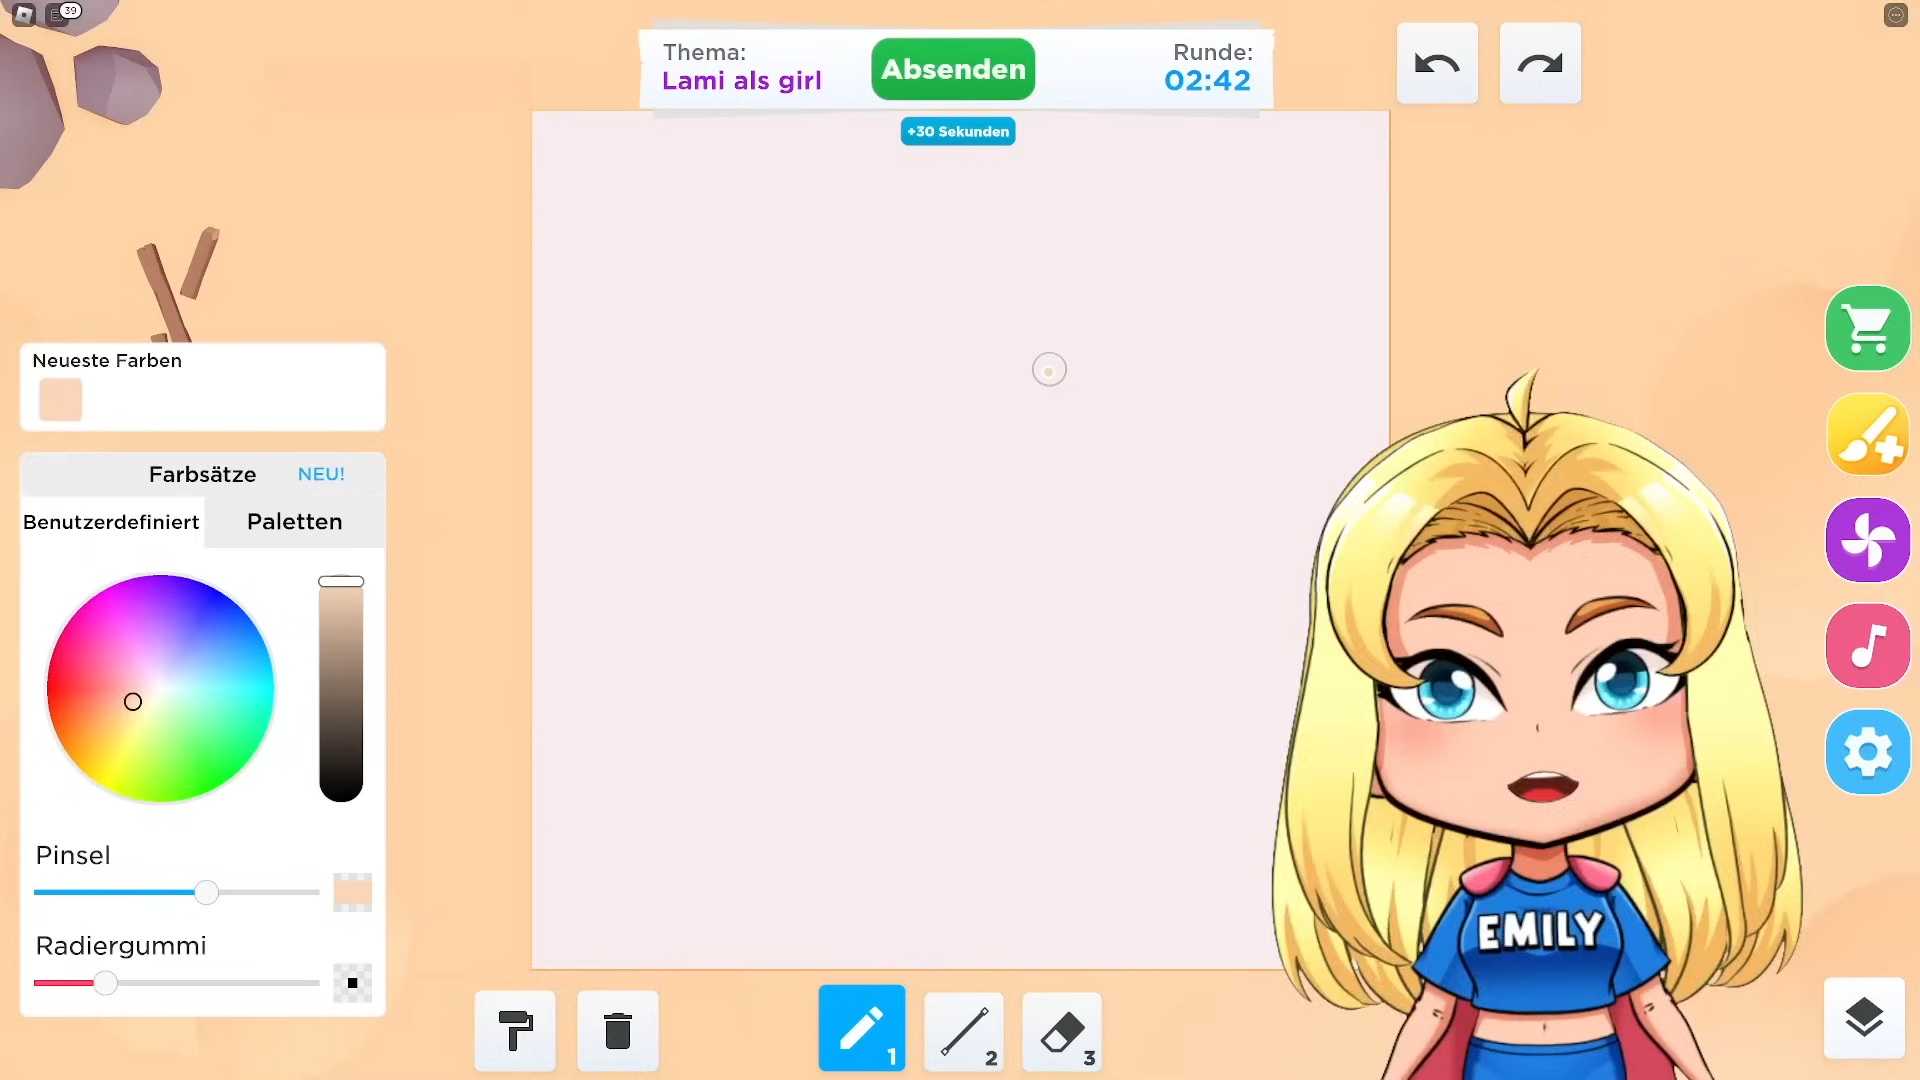 39
Thema:
Lami als girl
Absenden
Runde:
02:42
+30 Sekunden
Neueste Farben
Farbsätze NEU!
Benutzerdefiniert Paletten
Pinsel
Radiergummi
1
2
3
EMILY